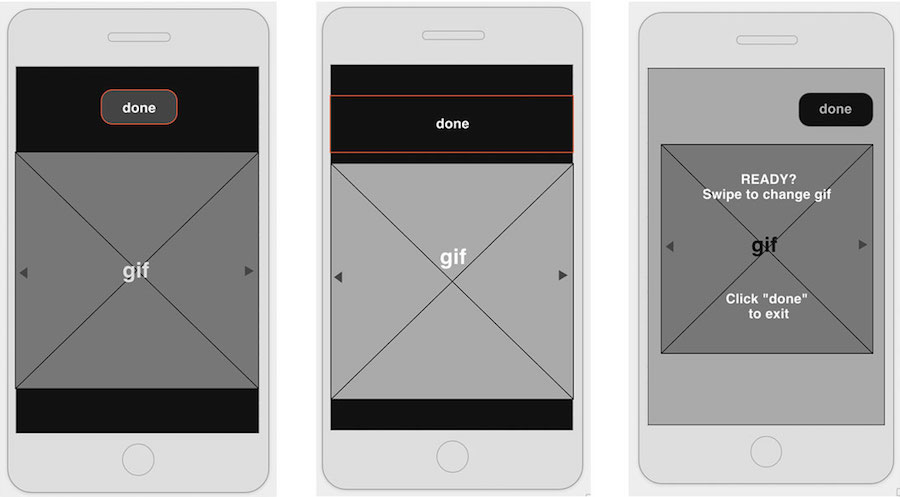 done
gif
done
gif
done
READY?
Swipe to change gif
gif
Click "done"
to exit